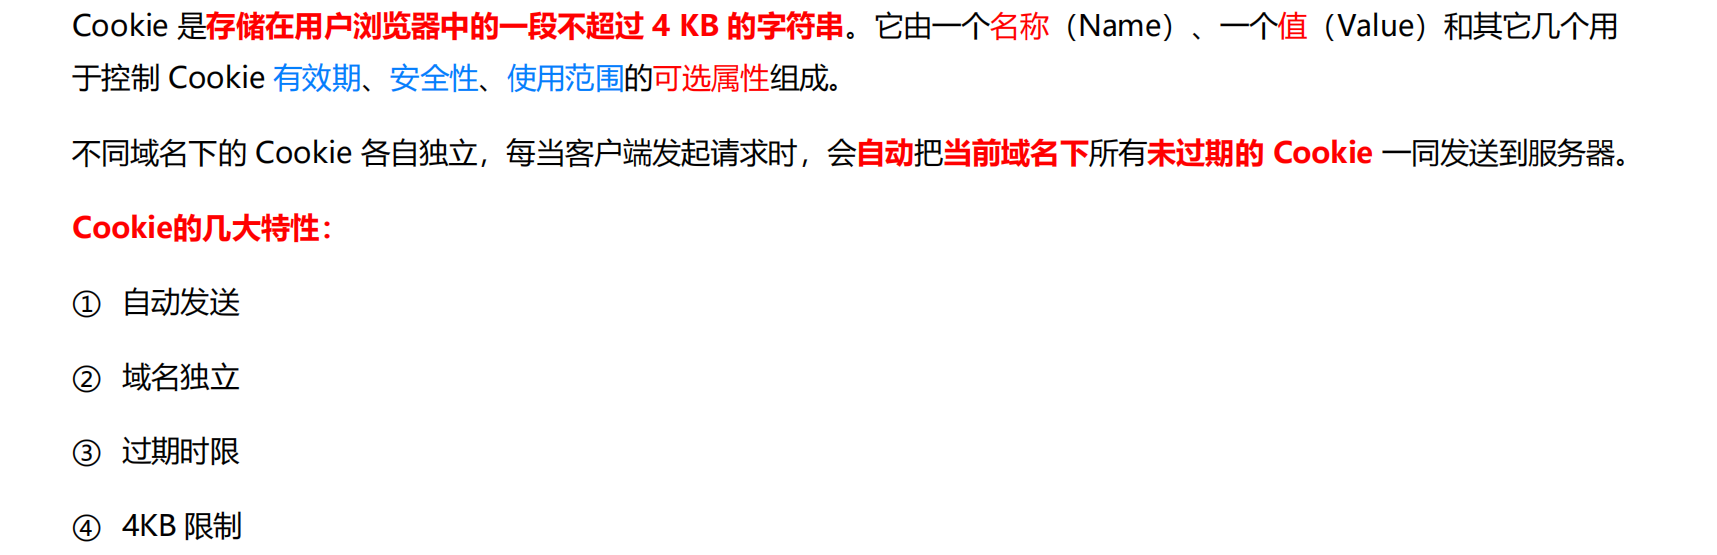 Cookie 是存储在用户浏览器中的一段不超过 4 KB 的字符串。它由一个名称（Name）、一个值（Value）和其它几个用
于控制 Cookie 有效期、安全性、使用范围的可选属性组成。
不同域名下的 Cookie 各自独立，每当客户端发起请求时，会自动把当前域名下所有未过期的 Cookie 一同发送到服务器。
Cookie的几大特性：
① 自动发送
② 域名独立
③ 过期时限
④ 4KB 限制